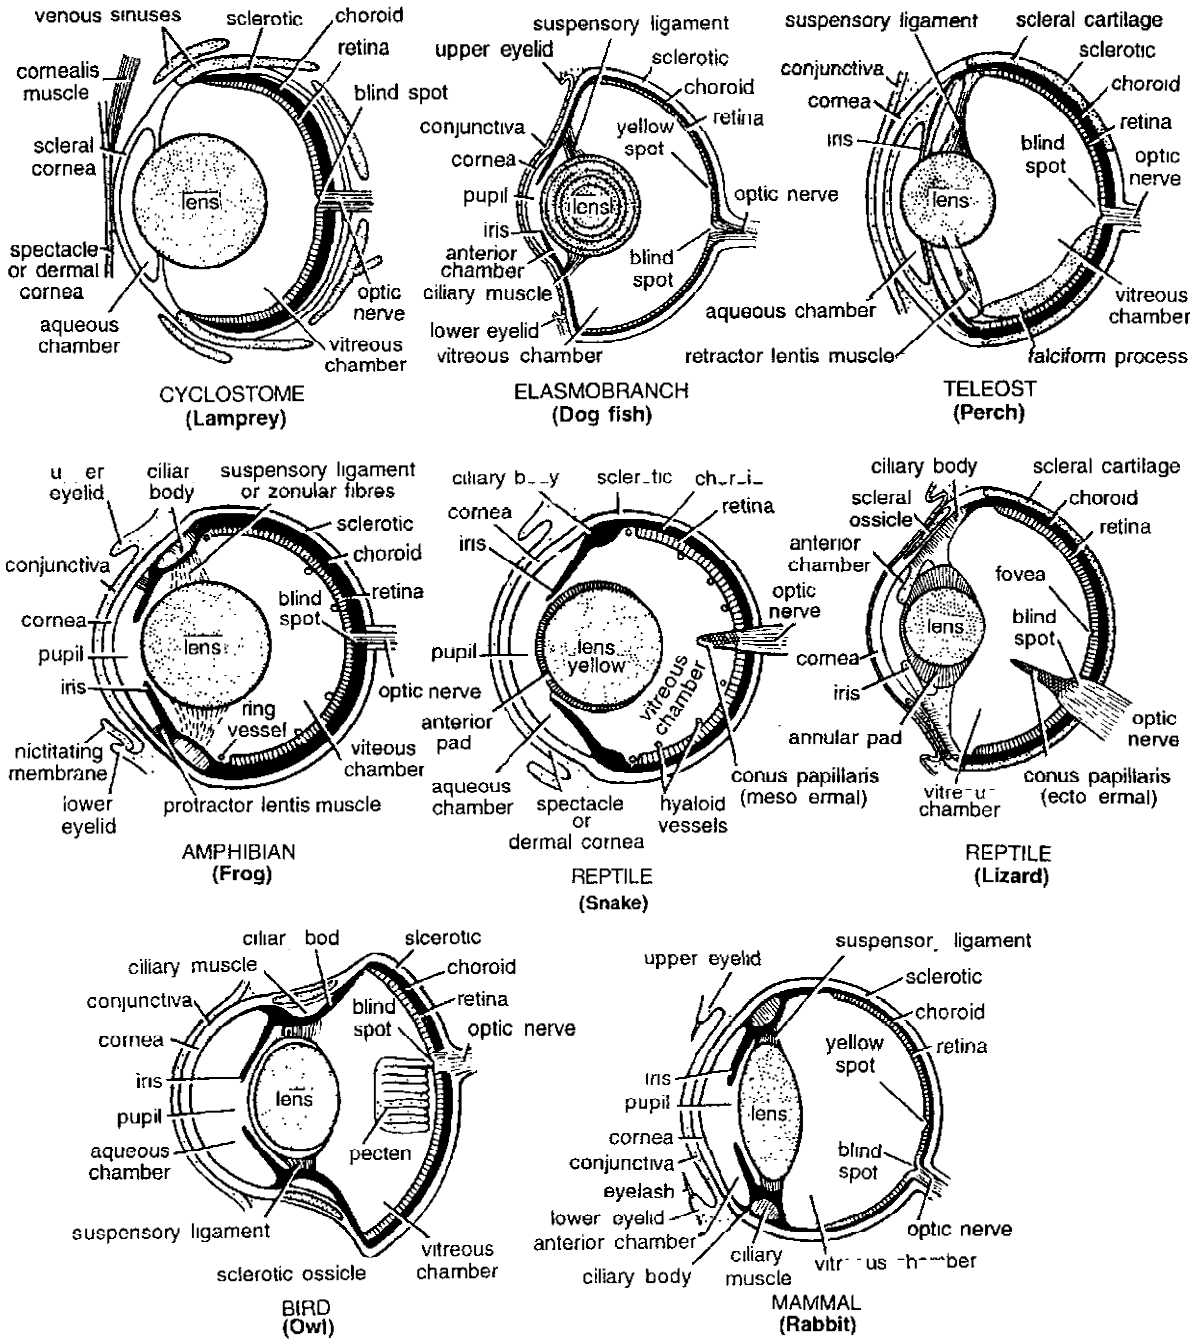 venous sinuses
sclerotic
choroid
retina
cornealis
muscle
blind spot
scleral
cornea
lens
spectacle
or dermal
cornea
aqueous
chamber
optic
nerve
vitreous
chamber
CYCLOSTOME
(Lamprey)
suspensory ligament
upper eyelid
sclerotic
choroid
retina
conjunctiva
yellow
spot
cornea
pupil
lens
optic nerve
iris
anterior
chamber
blind
spot
ciliary muscle
lower eyelid
vitreous chamber
ELASMOBRANCH
(Dog fish)
suspensory ligament
scleral cartilage
sclerotic
conjunctiva
choroid
cornea
retina
iris
blind
spot
optic
nerve
lens
aqueous chamber
vitreous
chamber
retractor lentis muscle
falciform process
TELEOST
(Perch)
eyelid
ciliar
body
suspensory ligament
or zonular fibres
sclerotic
choroid
conjunctiva
retina
blind
spot
cornea
lens
pupil
iris
optic nerve
ring
vessel
nictitating
membrane
viteous
chamber
lower
eyelid
protractor lentis muscle
AMPHIBIAN
(Frog)
ciliary
cornea
retina
iris
optic
nerve
pupil
lens
yellow
vitreous
chamber
anterior
pad
aqueous
chamber
conus papillaris
(meso ermal)
spectacle
or
dermal cornea
hyaloid
vessels
REPTILE
(Snake)
ciliary body
scleral cartilage
scleral
ossicle
choroid
retina
anterior
chamber
fovea
blind
spot
lens
cornea
iris
annular pad
optic
nerve
conus papillaris
(ecto ermal)
chamber
REPTILE
(Lizard)
ciliar bod
slcerotic
ciliary muscle
choroid
conjunctiva
retina
blind
spot
optic nerve
cornea
iris
lens
pupil
aqueous
chamber
pecten
suspensory ligament
vitreous
chamber
sclerotic ossicle
BIRD
(Owl)
suspensor ligament
upper eyelid
sclerotic
choroid
yellow
spot
retina
iris
pupil
lens
cornea
conjunctiva
blind
spot
eyelash
lower eyelid
anterior chamber
optic nerve
ciliary body
ciliary
muscle
MAMMAL
(Rabbit)